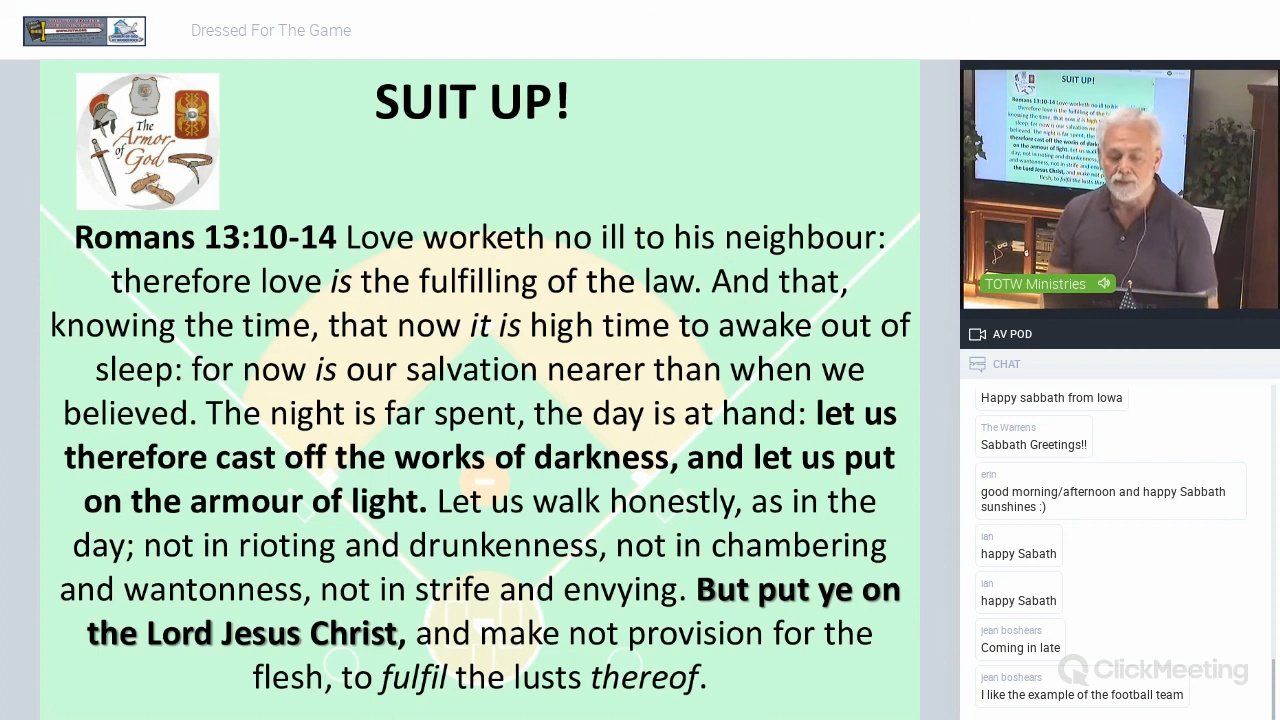 Dressed For The Game
SUIT UP!
The
Armor
of
God
Romans 13:10-14 Love worketh no ill to his neighbour:
therefore love is the fulfilling of the law. And that,
knowing the time, that now it is high time to awake out of
sleep: for now is our salvation nearer than when we
believed. The night is far spent, the day is at hand: let us
therefore cast off the works of darkness, and let us put
on the armour of light. Let us walk honestly, as in the
day; not in rioting and drunkenness, not in chambering
and wantonness, not in strife and envying. But put ye on
the Lord Jesus Christ, and make not provision for the
flesh, to fulfil the lusts thereof.
SUIT UP!
TOTW Ministries
AV POD
CHAT
Happy sabbath from Iowa
The Warrens
Sabbath Greetings!!
erin
good morning/afternoon and happy Sabbath
sunshines :)
ian
happy Sabath
ian
happy Sabath
jean boshears
Coming in late
jean boshears
I like the example of the football team
ClickMeeting